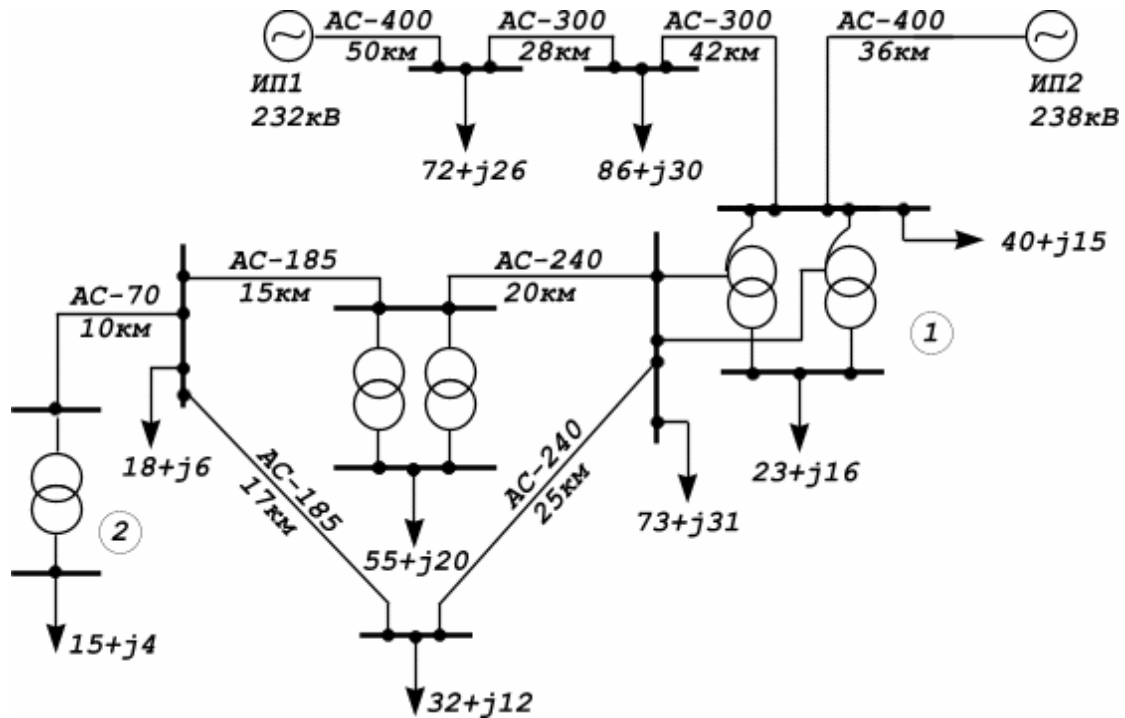 АС-400
50км
АС-300
28км
АС-300
42км
АС-400
36км
ИП1
232кВ
ИП2
238кВ
72+j26
86+j30
40+j15
АС-185
15км
АС-240
20км
АС-70
10км
1
18+j6
АС-185
17км
55+j20
АС-240
25км
23+j16
73+j31
2
15+j4
32+j12